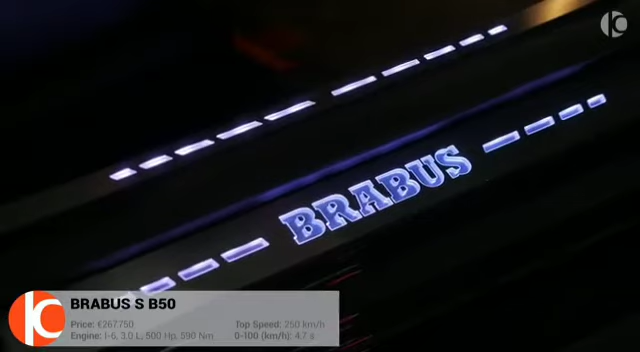 BRABUS
BRABUS S B50
Price: €267.750
Top Speed: 250 km/h
Engine: I-6, 3.0 L, 500 Hp, 590 Nm
0-100 (km/h): 4.7 s